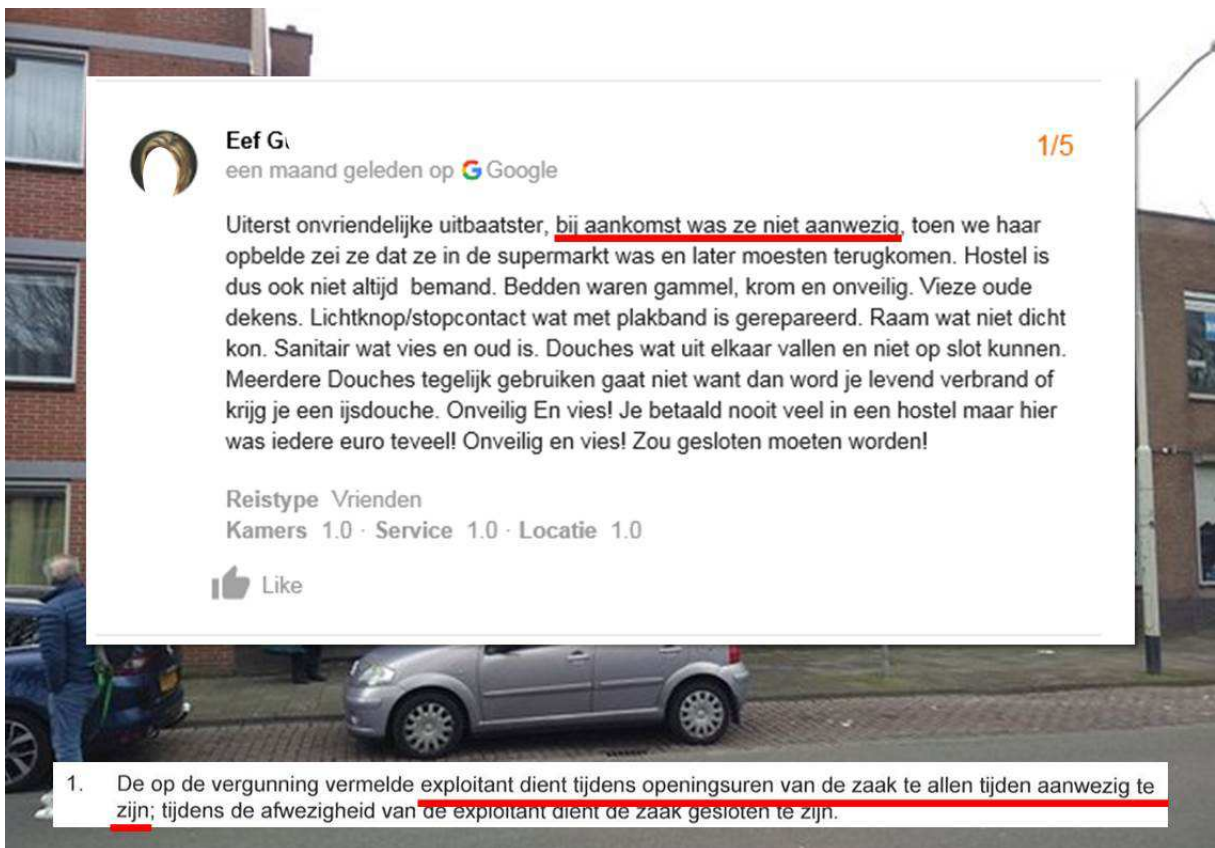 Eef G
1/5
een maand geleden op Google
Uiterst onvriendelijke uitbaatster, bij aankomst was ze niet aanwezig, toen we haar
opbelde zei ze dat ze in de supermarkt was en later moesten terugkomen. Hostel is
dus ook niet altijd bemand. Bedden waren gammel, krom en onveilig. Vieze oude
dekens. Lichtknop/stopcontact wat met plakband is gerepareerd. Raam wat niet dicht
kon. Sanitair wat vies en oud is. Douches wat uit elkaar vallen en niet op slot kunnen.
Meerdere Douches tegelijk gebruiken gaat niet want dan word je levend verbrand of
krijg je een ijsdouche. Onveilig En vies! Je betaald nooit veel in een hostel maar hier
was iedere euro teveel! Onveilig en vies! Zou gesloten moeten worden!
Reistype Vrienden
Kamers 1.0 · Service 1.0 · Locatie 1.0
Like
1. De op de vergunning vermelde exploitant dient tijdens openingsuren van de zaak te allen tijden aanwezig te
zijn; tijdens de afwezigheid van de exploitant dient de zaak gesloten te zijn.